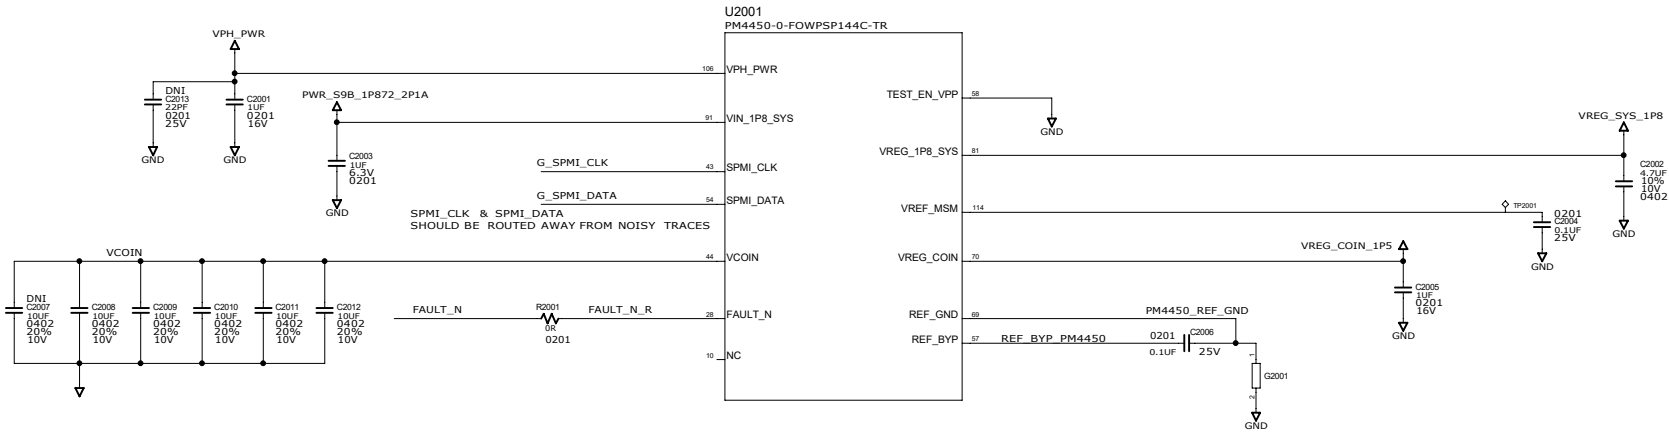 U2001
PM4450-0-FOWPSP144C-TR
VPH_PWR
106
VPH_PWR
DNI
C2013
22PF
0201
25V
GND
C2001
1UF
0201
16V
GND
PWR_S9B_1P872_2P1A
91
VIN_1P8_SYS
C2003
1UF
6.3V
0201
GND
G_SPMI_CLK
43
SPMI_CLK
G_SPMI_DATA
54
SPMI_DATA
SPMI_CLK & SPMI_DATA
SHOULD BE ROUTED AWAY FROM NOISY TRACES
VCOIN
44
VCOIN
DNI
C2007
10UF
0402
20%
10V
C2008
10UF
0402
20%
10V
C2009
10UF
0402
20%
10V
C2010
10UF
0402
20%
10V
C2011
10UF
0402
20%
10V
C2012
10UF
0402
20%
10V
FAULT_N
R2001
0R
0201
FAULT_N_R
28
FAULT_N
10
NC
TEST_EN_VPP
58
GND
VREG_1P8_SYS
81
VREG_SYS_1P8
C2002
4.7UF
10%
10V
0402
GND
VREF_MSM
114
TP2001
0201
C2004
0.1UF
25V
GND
VREG_COIN
70
VREG_COIN_1P5
C2005
1UF
0201
16V
GND
REF_GND
69
PM4450_REF_GND
REF_BYP
57
REF_BYP_PM4450
0201
C2006
0.1UF
25V
1
G2001
2
GND